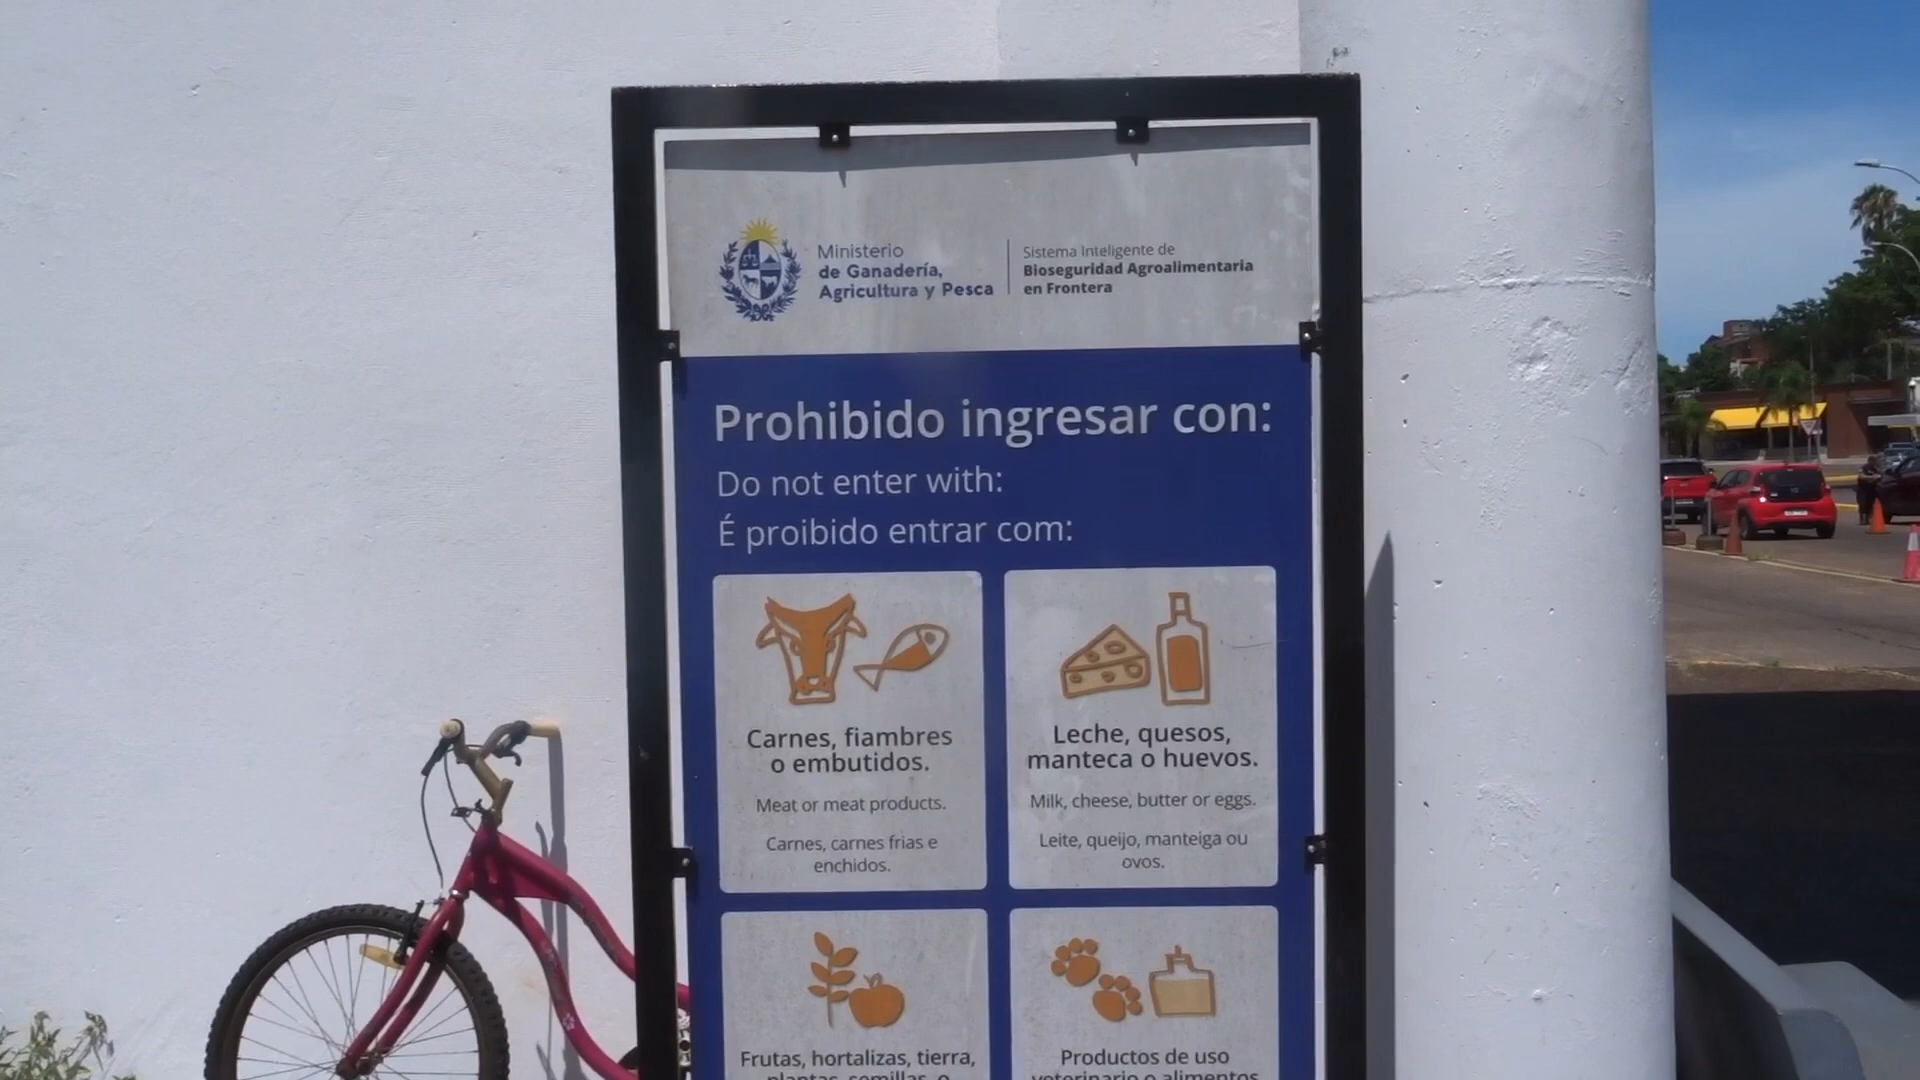 Ministerio
de Ganadería,
Agricultura y Pesca
Sistema Inteligente de
Bioseguridad Agroalimentaria
en Frontera
Prohibido ingresar con:
Do not enter with:
É proibido entrar com:
Carnes, fiambres
o embutidos.
Meat or meat products.
Carnes, carnes frias e
enchidos.
Leche, quesos,
manteca o huevos.
Milk, cheese, butter or eggs.
Leite, queijo, manteiga ou
ovos.
Frutas, hortalizas, tierra,
plantas, semillas, o
Productos de uso
veterinario o alimentos